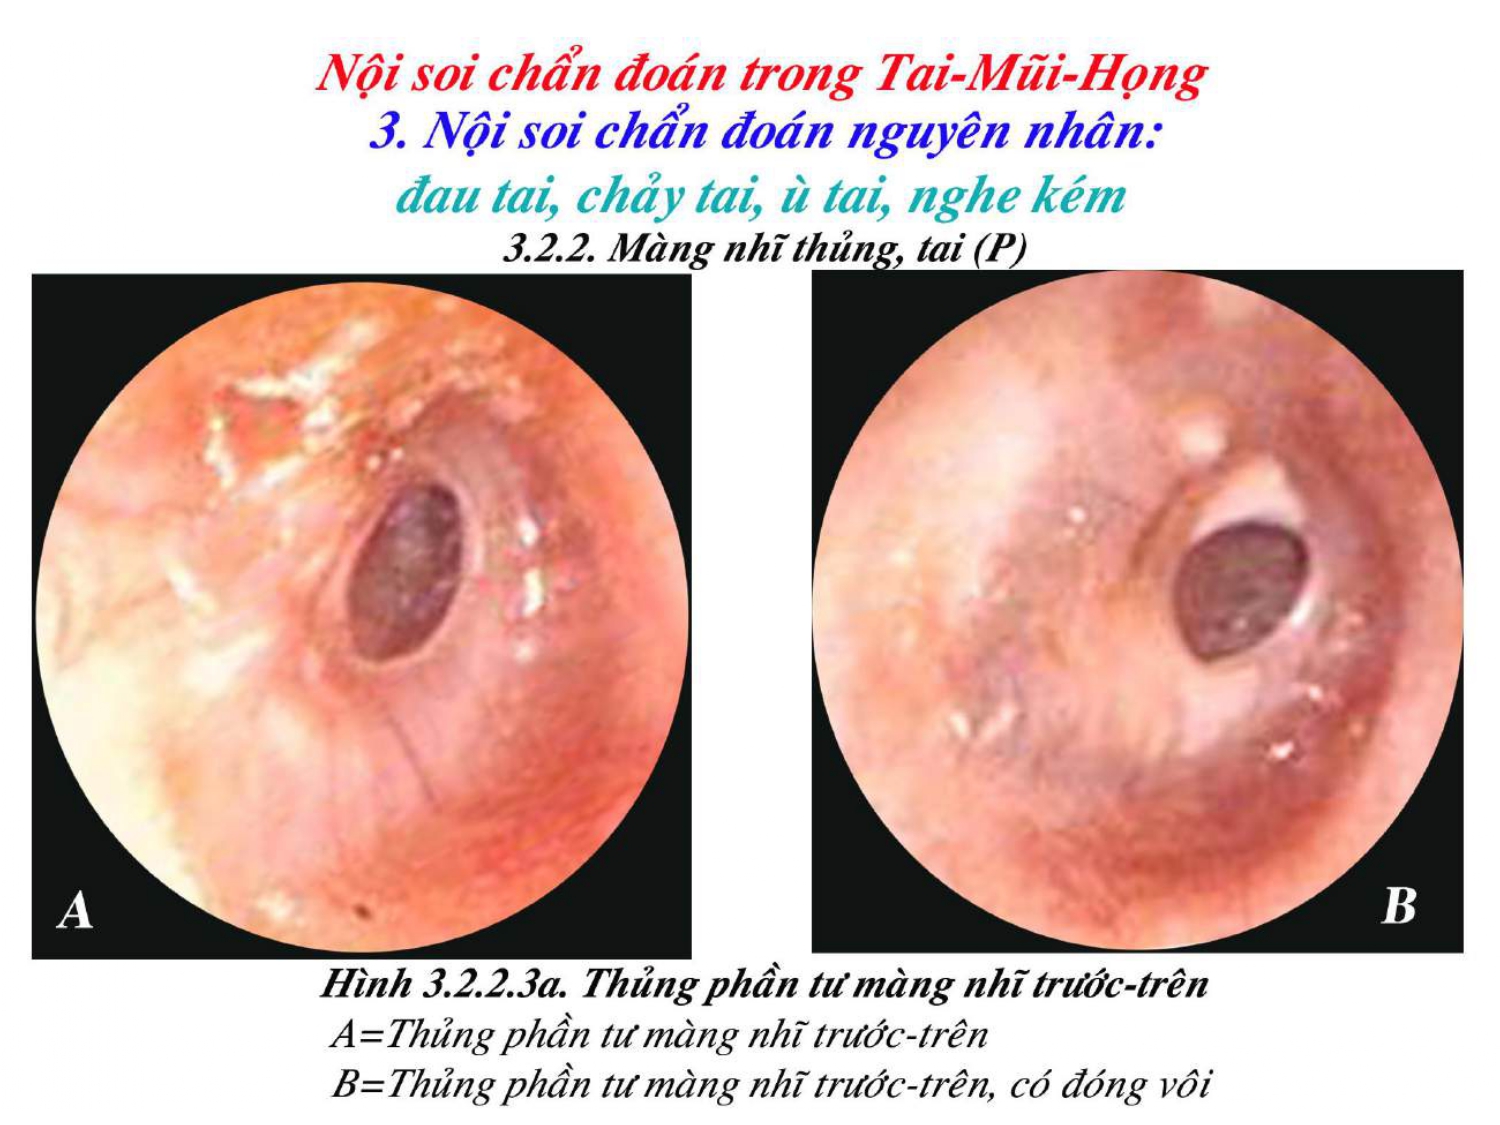 Nội soi chẩn đoán trong Tai-Mũi-Họng
3. Nội soi chẩn đoán nguyên nhân:
đau tai, chảy tai, ù tai, nghe kém
3.2.2. Màng nhĩ thủng, tai (P)
A
B
Hình 3.2.2.3a. Thủng phần tư màng nhĩ trước-trên
A=Thủng phần tư màng nhĩ trước-trên
B=Thủng phần tư màng nhĩ trước-trên, có đóng vôi